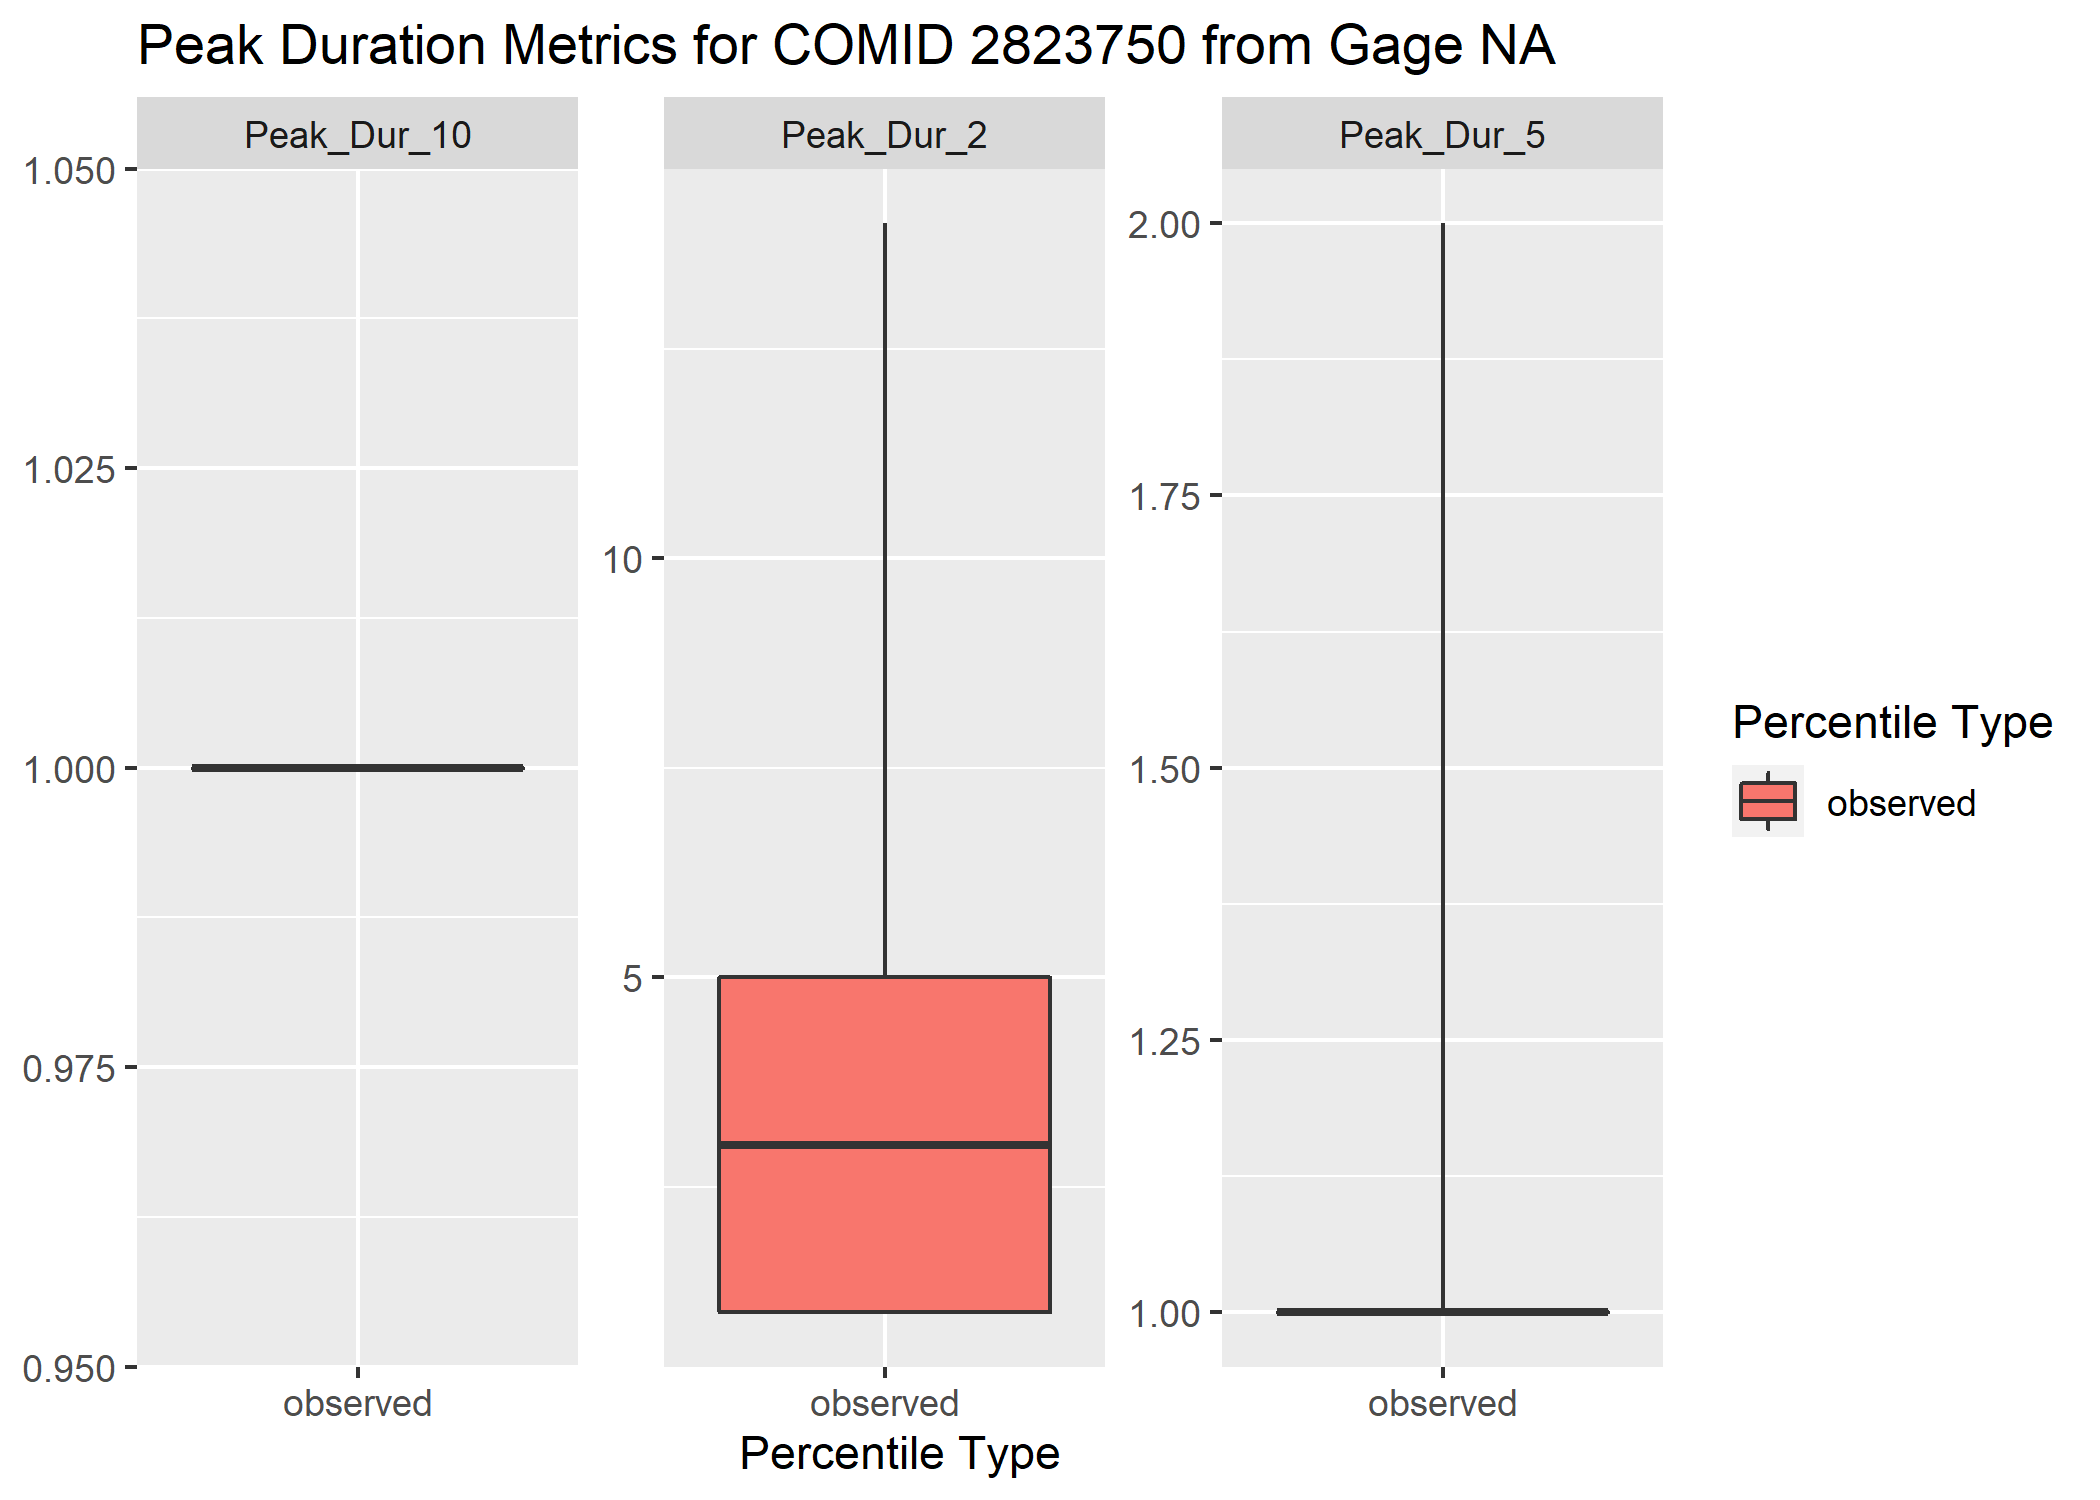 Peak Duration Metrics for COMID 2823750 from Gage NA
Peak_Dur_10
Peak_Dur_2
Peak_Dur_5
1.050
1.025
1.000
0.975
0.950
10
5
2.00
1.75
1.50
1.25
1.00
observed
observed
observed
Percentile Type
Percentile Type
observed